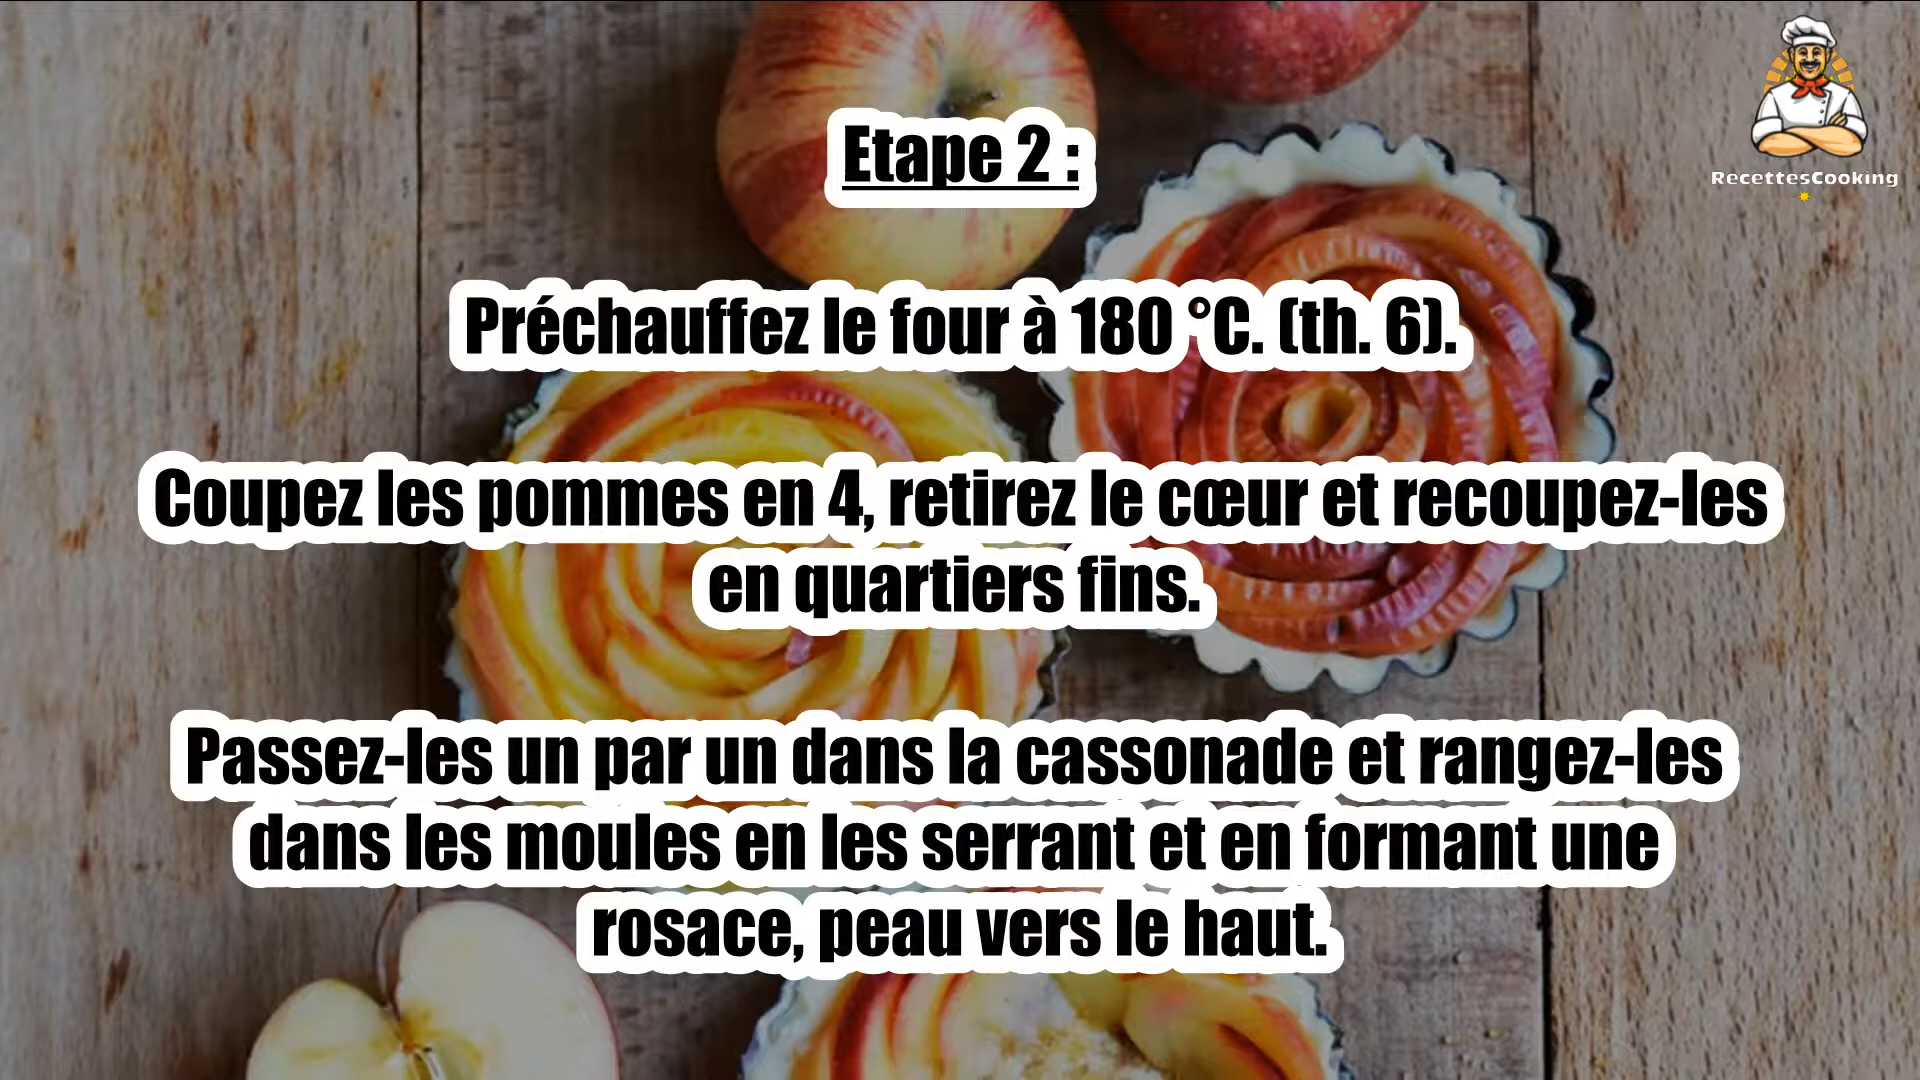 Etape 2 :
RecettesCooking
Préchauffez le four à 180 °C. (th. 6).
Coupez les pommes en 4, retirez le cœur et recoupez-les
en quartiers fins.
Passez-les un par un dans la cassonade et rangez-les
dans les moules en les serrant et en formant une
rosace, peau vers le haut.